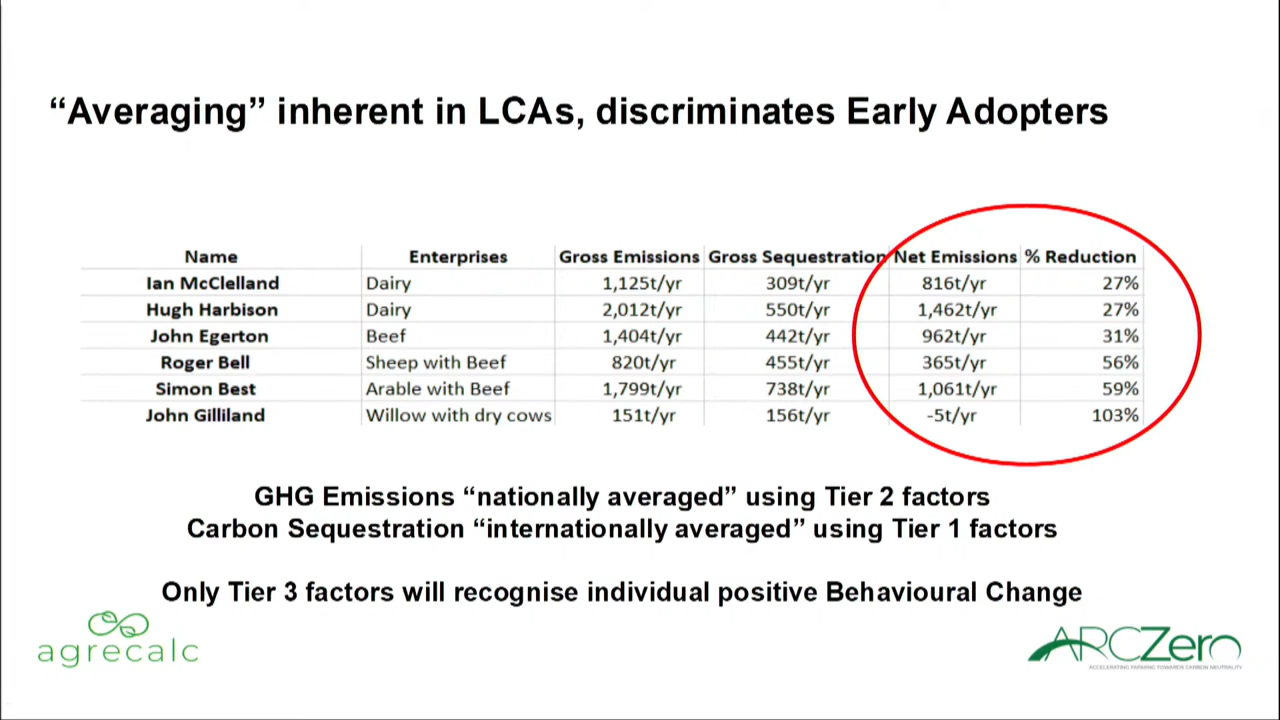 “Averaging” inherent in LCAs, discriminates Early Adopters
Name Enterprises Gross Emissions Gross Sequestration Net Emissions % Reduction
Ian McClelland Dairy 1,125t/yr 309t/yr 816t/yr 27%
Hugh Harbison Dairy 2,012t/yr 550t/yr 1,462t/yr 27%
John Egerton Beef 1,404t/yr 442t/yr 962t/yr 31%
Roger Bell Sheep with Beef 820t/yr 455t/yr 365t/yr 56%
Simon Best Arable with Beef 1,799t/yr 738t/yr 1,061t/yr 59%
John Gilliland Willow with dry cows 151t/yr 156t/yr -5t/yr 103%
GHG Emissions “nationally averaged” using Tier 2 factors
Carbon Sequestration “internationally averaged” using Tier 1 factors
Only Tier 3 factors will recognise individual positive Behavioural Change
agrecalc
ARCZero
ACCELERATING FARMING TOWARDS CARBON NEUTRALITY